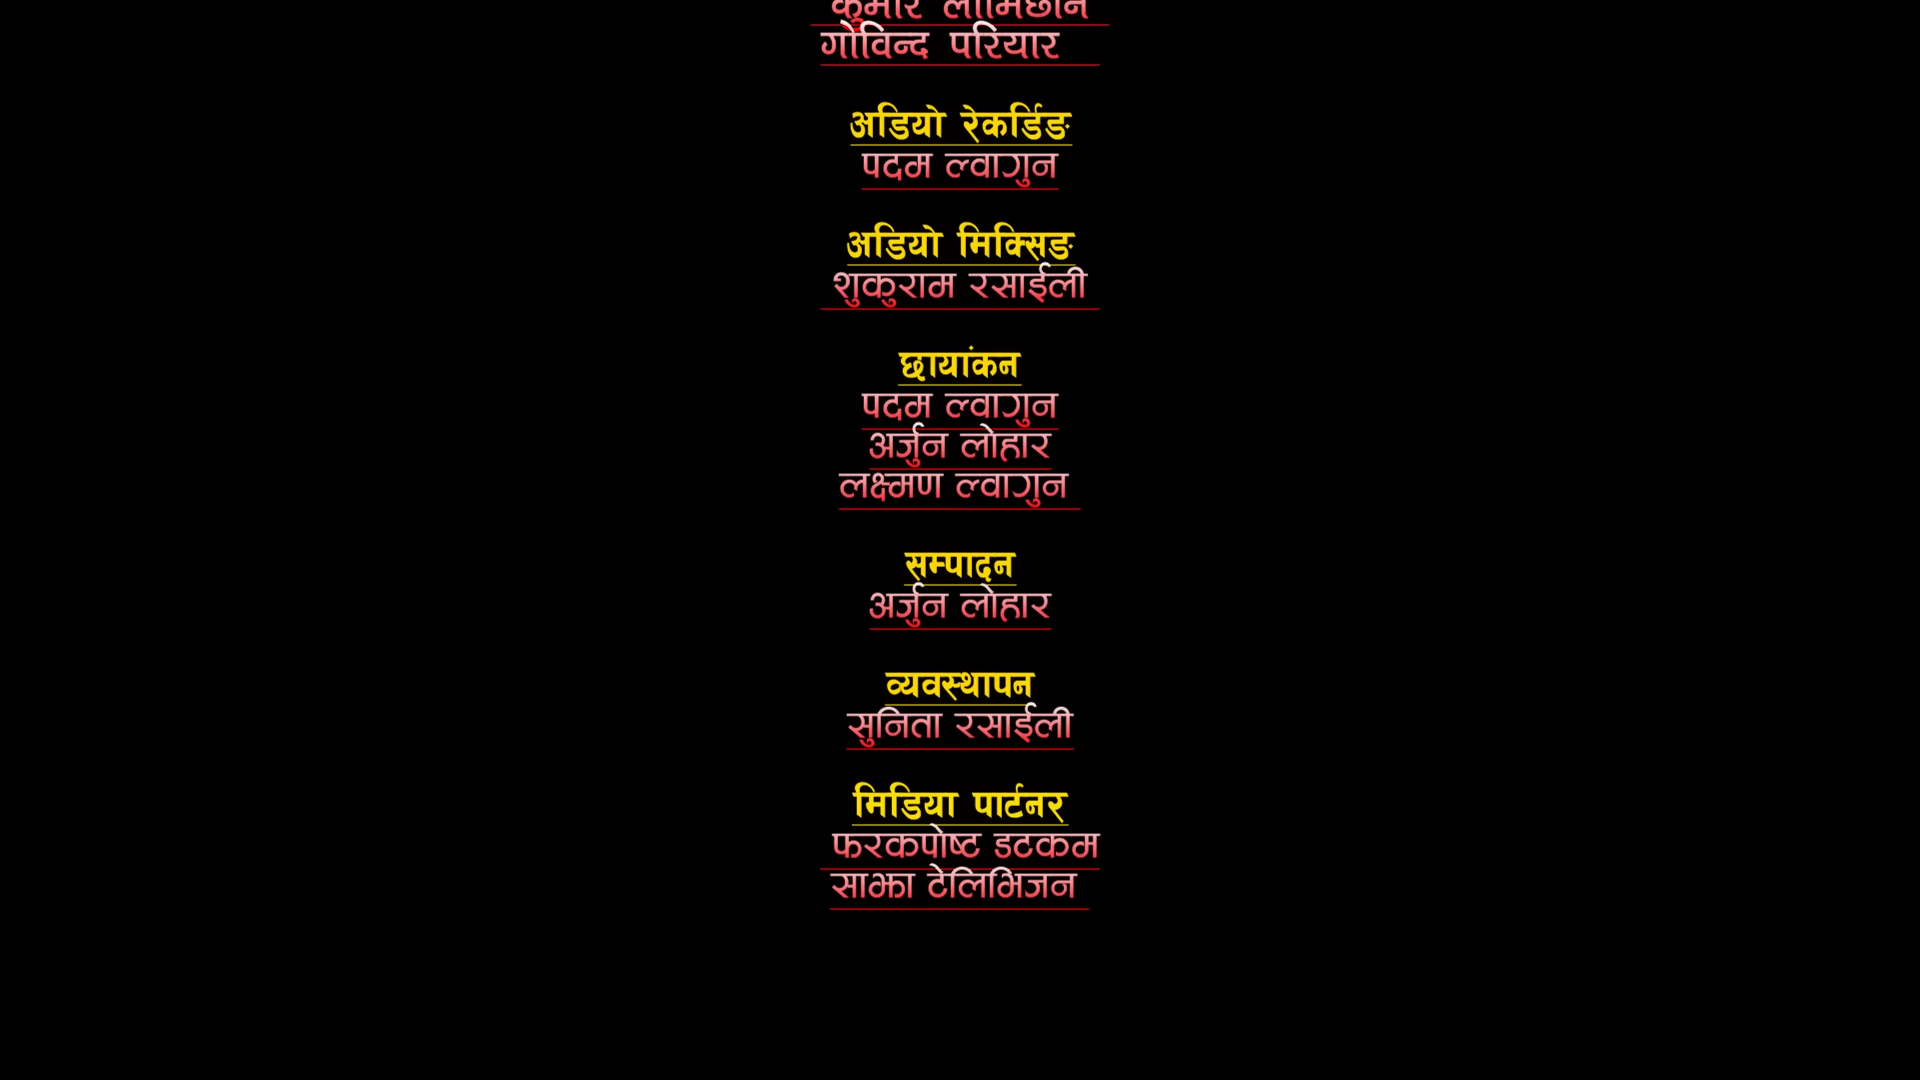 कुमार लामिछाने
गोविन्द परियार
अडियो रेकर्डिङ
पदम ल्वागुन
अडियो मिक्सिङ
शुकुराम रसाईली
छायांकन
पदम ल्वागुन
अर्जुन लोहार
लक्ष्मण ल्वागुन
सम्पादन
अर्जुन लोहार
व्यवस्थापन
सुनिता रसाईली
मिडिया पार्टनर
फरकपोष्ट डटकम
साझा टेलिभिजन